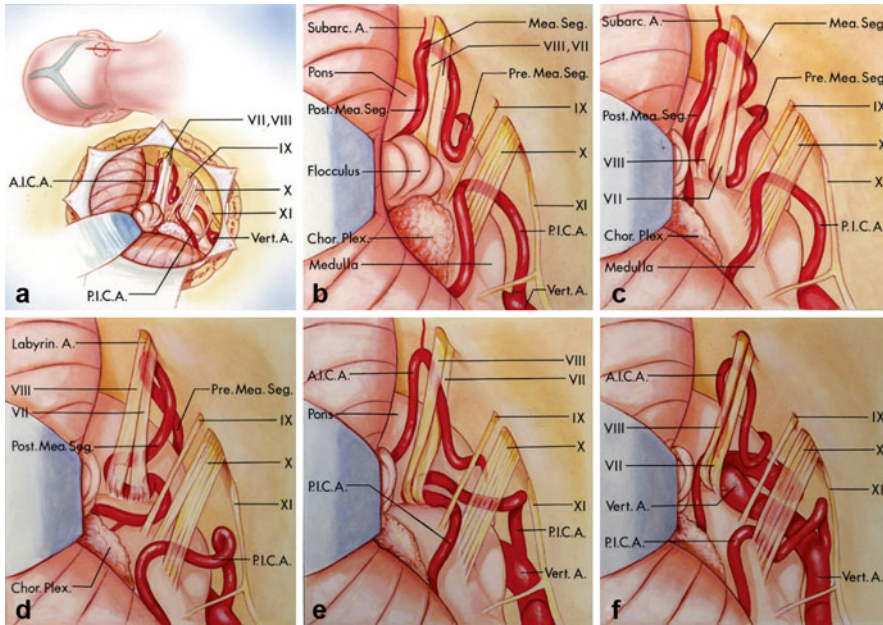 VII, VIII
IX
A.I.C.A.
X
XI
Vert. A.
P.I.C.A.
a
Subarc. A.
Mea. Seg.
VIII, VII
Pons
Pre. Mea. Seg.
Post. Mea. Seg.
IX
X
Flocculus
XI
Chor. Plex.
P.I.C.A.
Medulla
Vert. A.
b
Subarc. A.
Mea. Seg.
Pre. Mea. Seg.
IX
Post. Mea. Seg.
X
VIII
VII
P.I.C.A.
Chor. Plex.
Medulla
c
Labyrin. A.
VIII
Pre. Mea. Seg.
VII
IX
Post. Mea. Seg.
X
XI
P.I.C.A.
Chor. Plex.
d
VIII
A.I.C.A.
VII
Pons
IX
X
P.I.C.A.
XI
P.I.C.A.
Vert. A.
e
A.I.C.A.
IX
VIII
X
VII
XI
Vert. A.
P.I.C.A.
Vert. A.
f